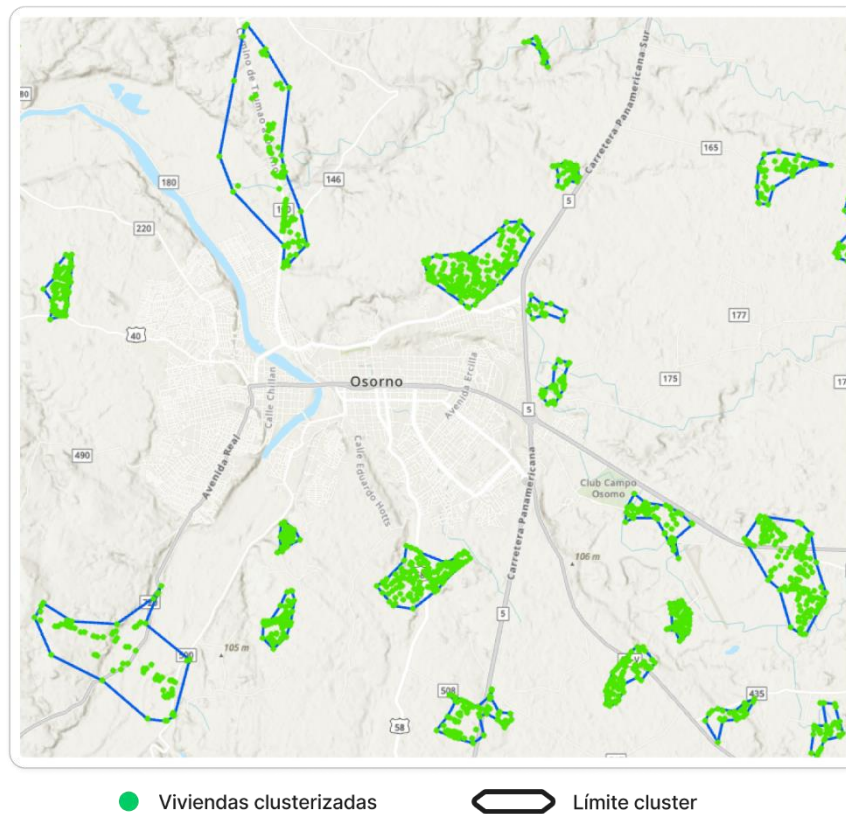 Carretera Panamericana Sur
80
165
180
146
5
220
177
40
Osorno
175
17
Avenida Ercilla
Calle Chillan
5
490
Avenida Real
Calle Eduardo Hotts
Club Campo
Osorno
Carretera Panamericana
106 m
5
105 m
508
435
58
Viviendas clusterizadas
Límite cluster